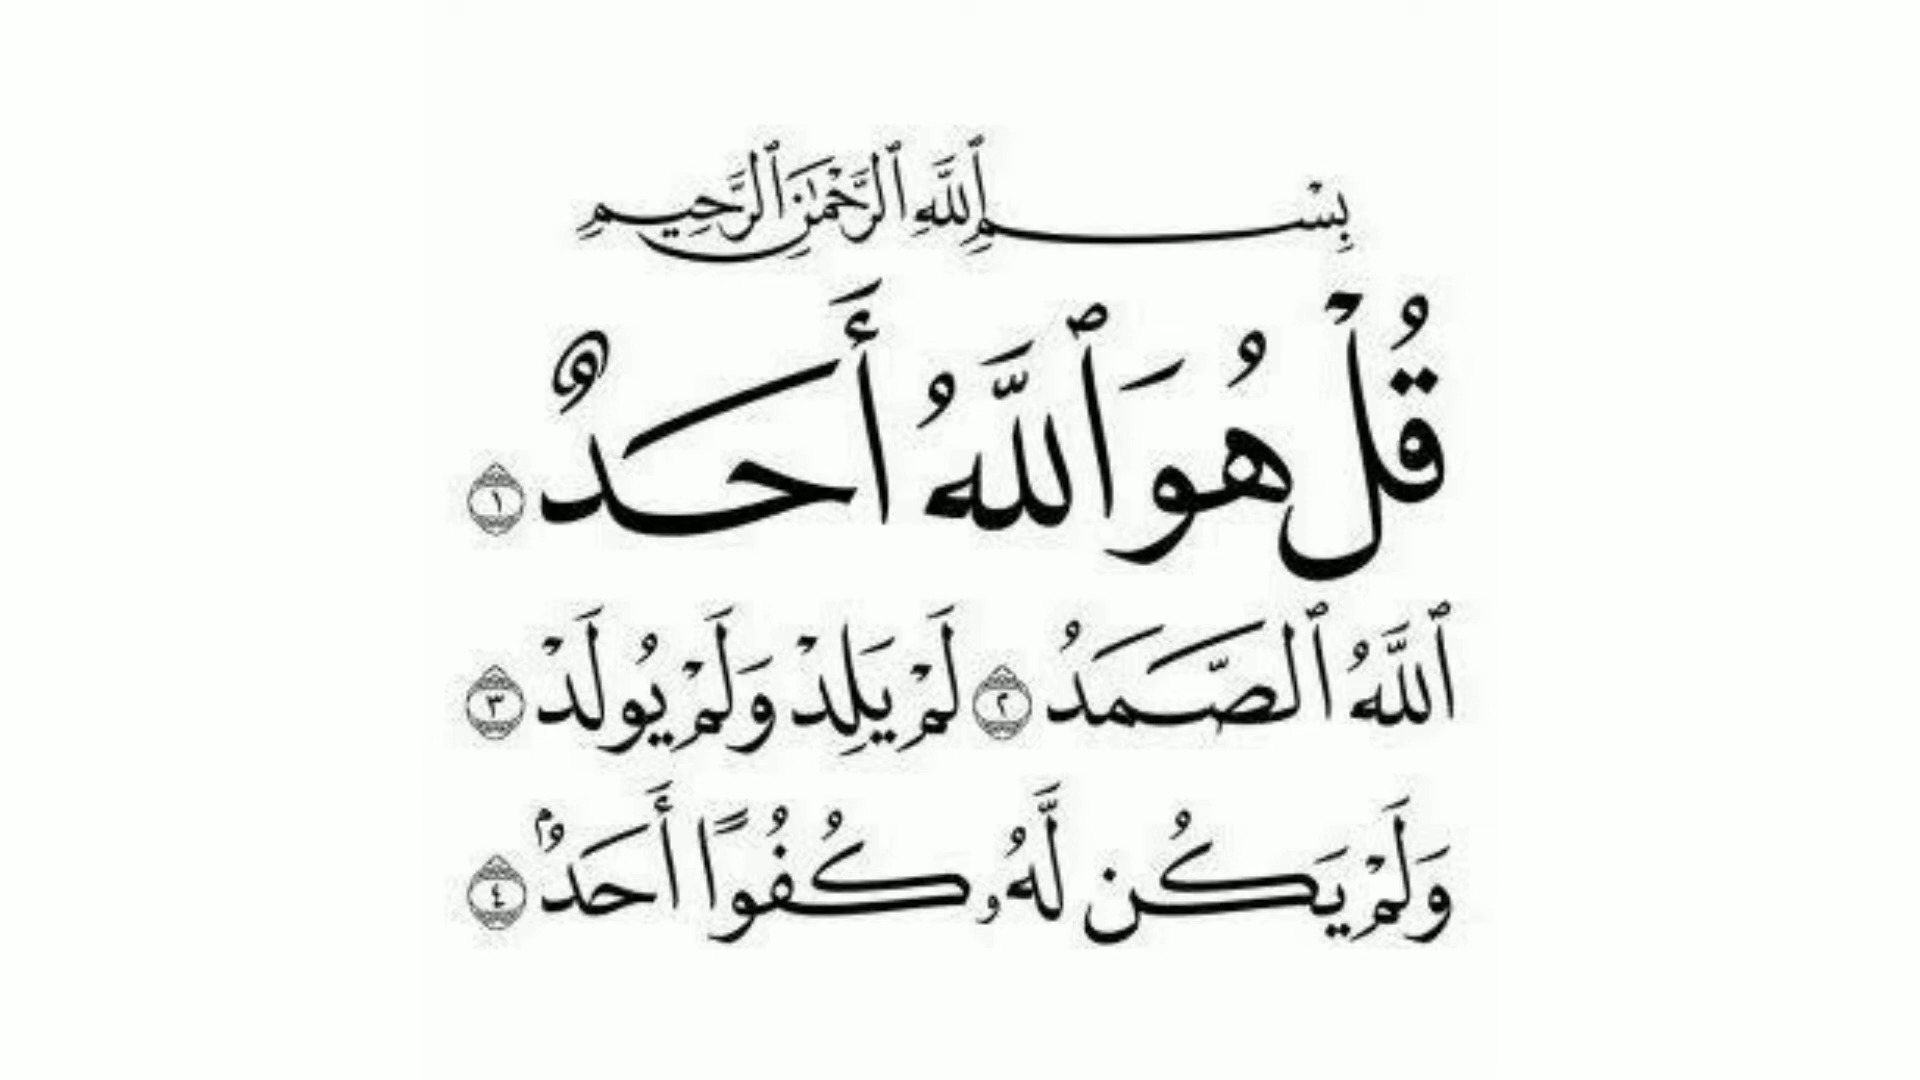 بِسْمِ ٱللَّهِ ٱلرَّحْمَٰنِ ٱلرَّحِيمِ
قُلْ هُوَ ٱللَّهُ أَحَدٌ ١
ٱللَّهُ ٱلصَّمَدُ ٢ لَمْ يَلِدْ وَلَمْ يُولَدْ ٣
وَلَمْ يَكُن لَّهُۥ كُفُوًا أَحَدٌۢ ٤